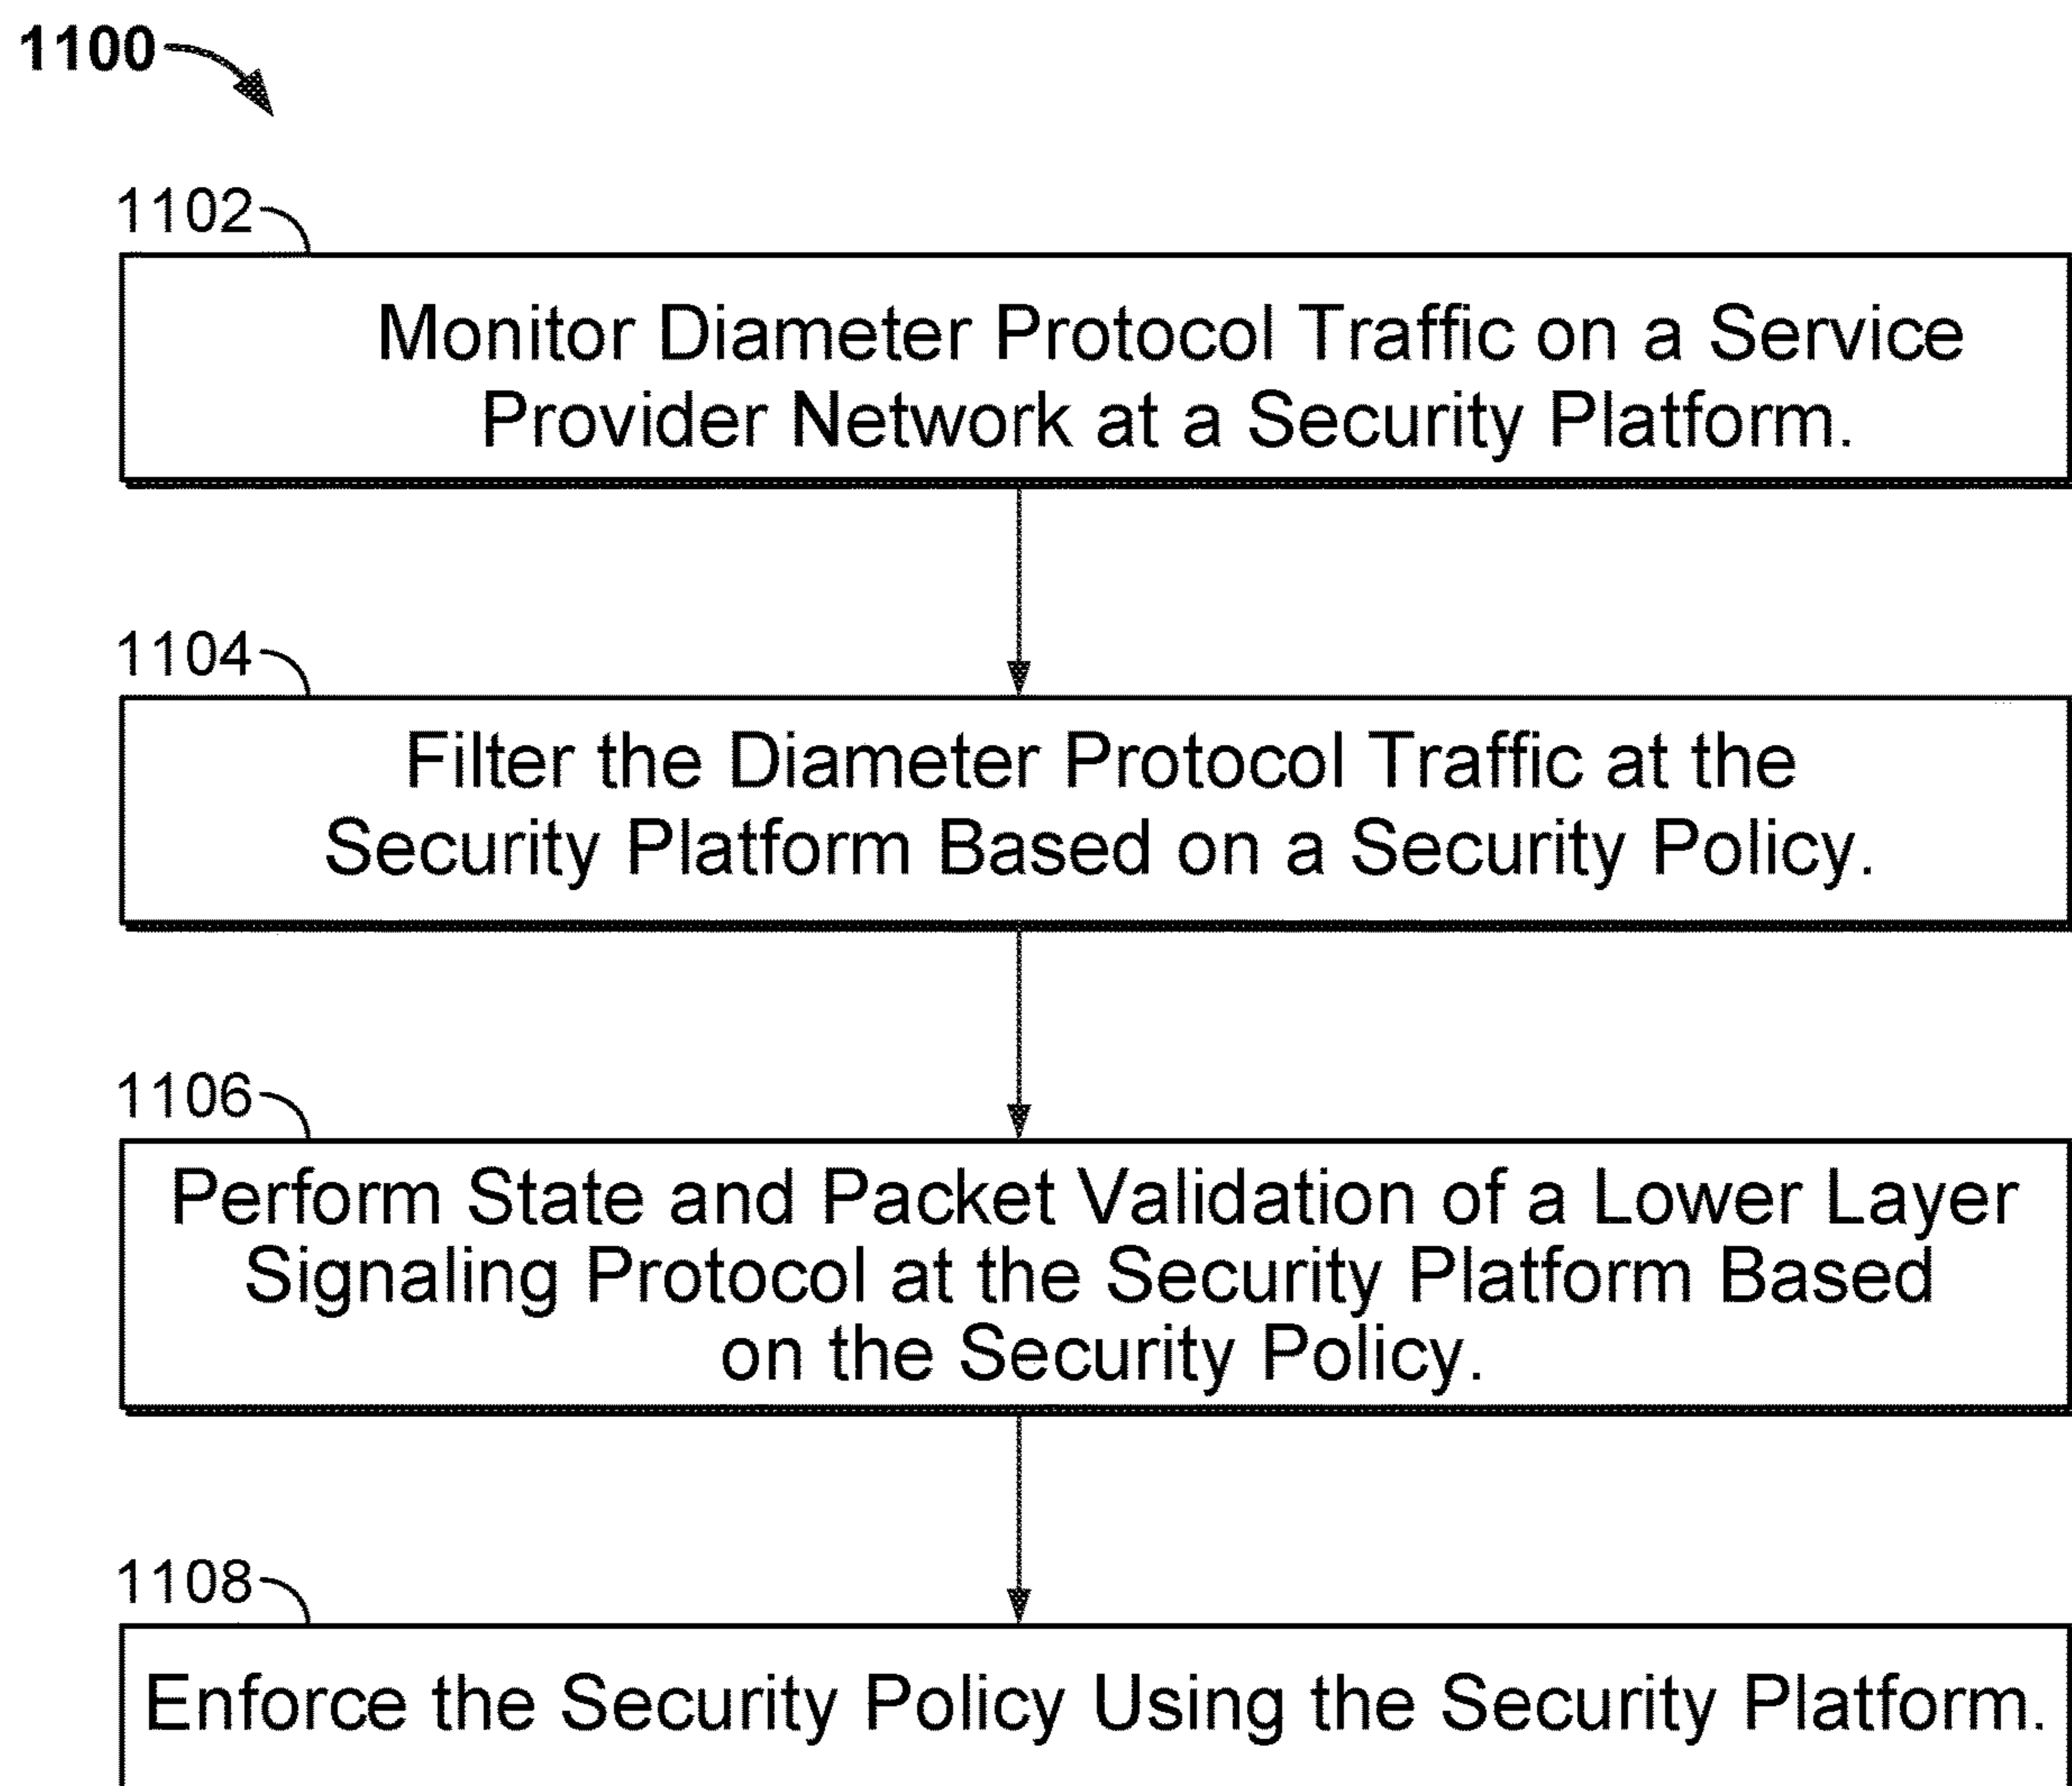 1100
1102
Monitor Diameter Protocol Traffic on a Service
Provider Network at a Security Platform.
1104
Filter the Diameter Protocol Traffic at the
Security Platform Based on a Security Policy.
1106
Perform State and Packet Validation of a Lower Layer
Signaling Protocol at the Security Platform Based
on the Security Policy.
1108
Enforce the Security Policy Using the Security Platform.